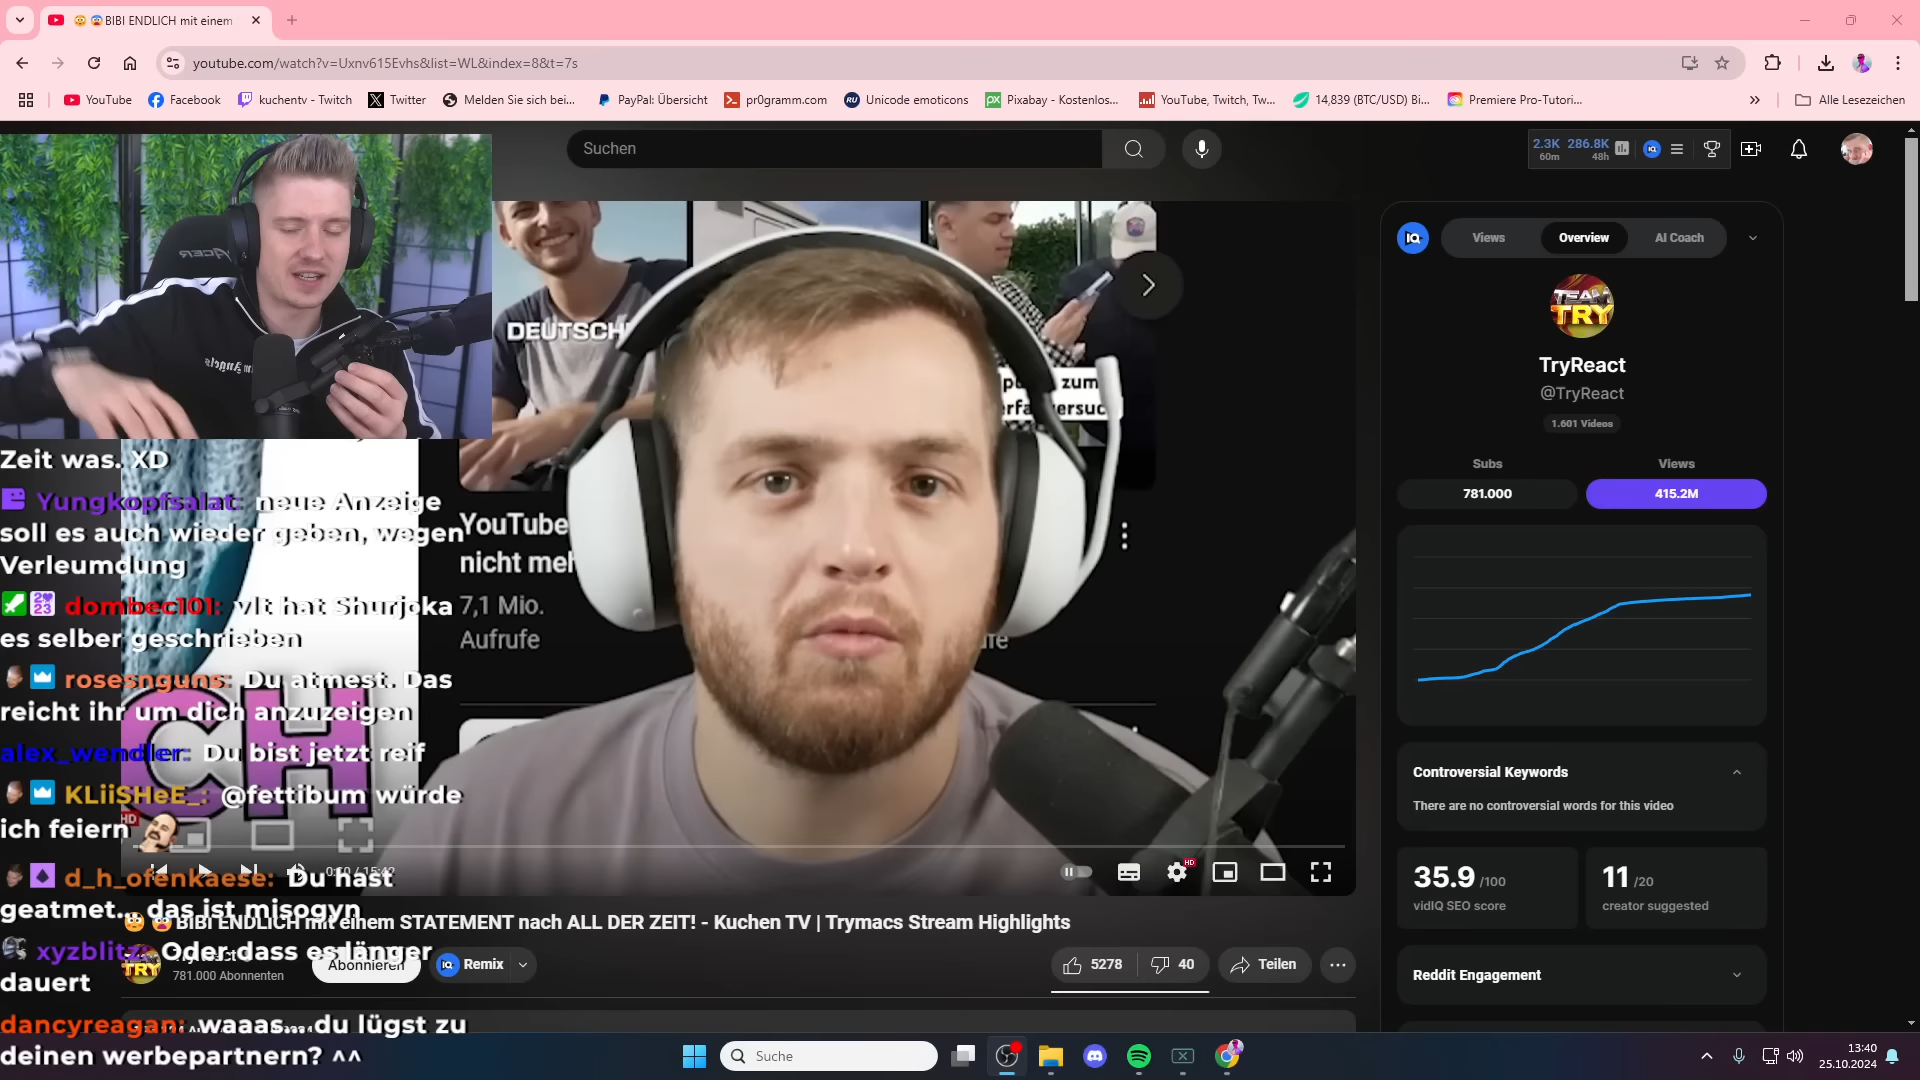 BIBI ENDLICH mit einem
youtube.com/watch?v=Uxnv615Evhs&list=WL&index=8&t=7s
YouTube
Facebook
kuchentv - Twitch
Twitter
Melden Sie sich bei...
PayPal: Übersicht
pr0gramm.com
Unicode emoticons
Pixabay - Kostenlos...
YouTube, Twitch, Tw...
14,839 (BTC/USD) Bi...
Premiere Pro-Tutori...
Alle Lesezeichen
Suchen
2.3K 286.8K
60m 48h
Views
Overview
AI Coach
TEAM
TRY
TryReact
@TryReact
1.601 Videos
Subs
Views
781.000
415.2M
Controversial Keywords
There are no controversial words for this video
35.9 /100
vidIQ SEO score
11 /20
creator suggested
Reddit Engagement
ACER
DEUTSCH
zum
YouTube
nicht
7,1 Mio.
Aufrufe
CH
Zeit was. XD
Yungkopfsalat: neue Anzeige
soll es auch wieder geben, wegen
Verleumdung
dombec101: vlt hat Shurjoka
es selber geschrieben
rosesnguns: Du atmest. Das
reicht ihr um dich anzuzeigen
alex_wendler: Du bist jetzt reif
KLiiSHeE_: @fettibum würde
ich feiern
d_h_ofenkaese: Du hast
geatmet... das ist misogyn
xyzblitz: Oder dass es länger
dauert
dancyreagan: waaas... du lügst zu
deinen werbepartnern? ^^
HD
BIBI ENDLICH mit einem STATEMENT nach ALL DER ZEIT! - Kuchen TV | Trymacs Stream Highlights
TryReact
781.000 Abonnenten
Abonnieren
Remix
5278
40
Teilen
Suche
13:40
25.10.2024